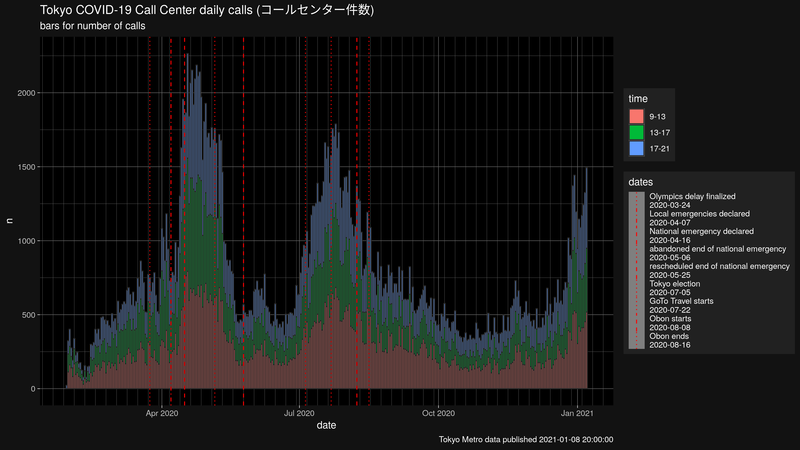 Tokyo COVID-19 Call Center daily calls (コールセンター件数)
bars for number of calls
n
2000
1500
1000
500
0
Apr 2020
Jul 2020
Oct 2020
Jan 2021
date
time
9-13
13-17
17-21
dates
Olympics delay finalized
2020-03-24
Local emergencies declared
2020-04-07
National emergency declared
2020-04-16
abandoned end of national emergency
2020-05-06
rescheduled end of national emergency
2020-05-25
Tokyo election
2020-07-05
GoTo Travel starts
2020-07-22
Obon starts
2020-08-08
Obon ends
2020-08-16
Tokyo Metro data published 2021-01-08 20:00:00